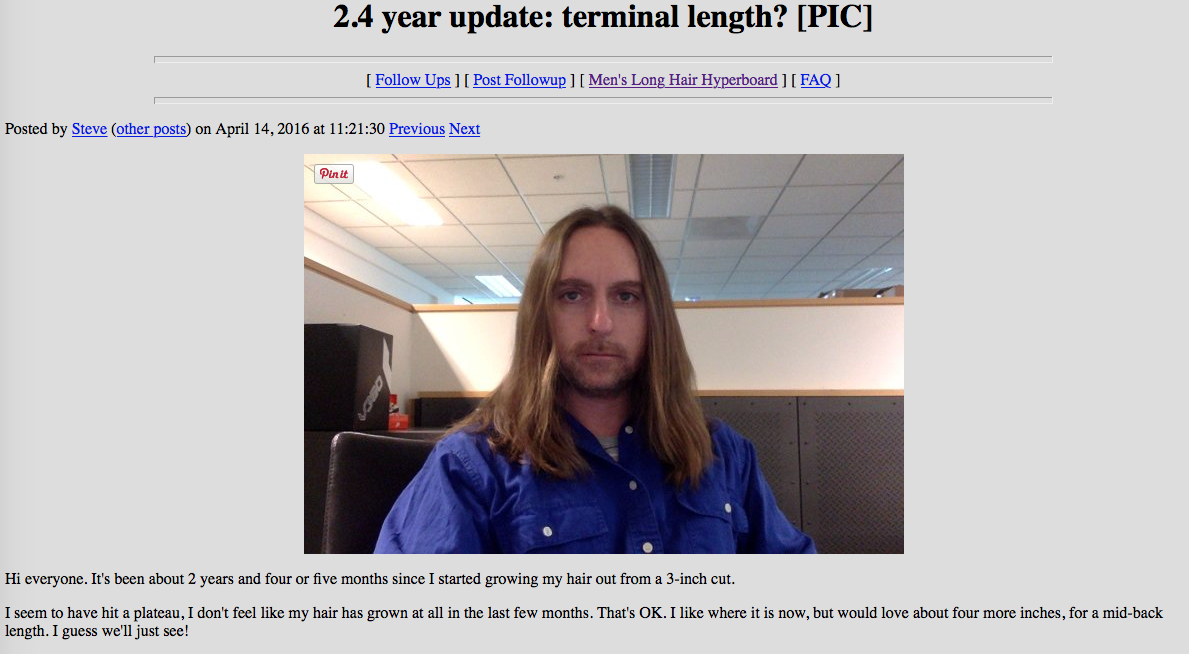 2.4 year update: terminal length? [PIC]
[ Follow Ups ] [ Post Followup ] [ Men's Long Hair Hyperboard ] [ FAQ ]
Posted by Steve (other posts) on April 14, 2016 at 11:21:30 Previous Next
Pin it
Hi everyone. It's been about 2 years and four or five months since I started growing my hair out from a 3-inch cut.
I seem to have hit a plateau, I don't feel like my hair has grown at all in the last few months. That's OK. I like where it is now, but would love about four more inches, for a mid-back
length. I guess we'll just see!